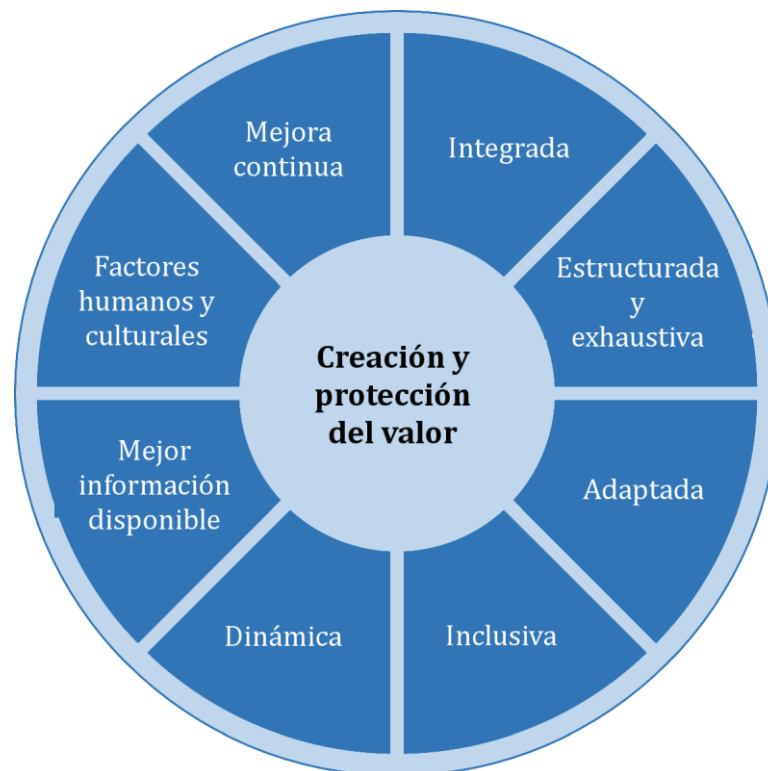 Mejora
continua
Integrada
Estructurada
y
exhaustiva
Adaptada
Inclusiva
Dinámica
Mejor
información
disponible
Factores
humanos y
culturales
Creación y
protección
del valor